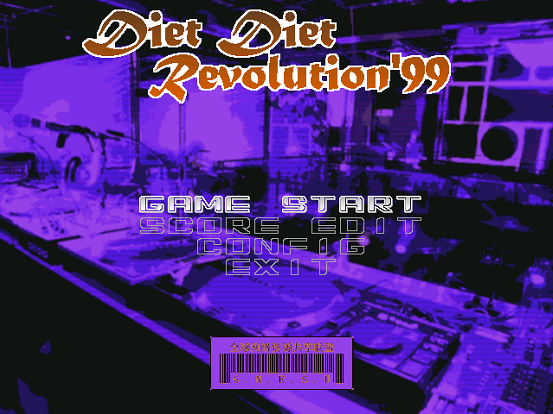 Diet Diet
Revolution'99
GAME START
SCORE EDIT
CONFIG
EXIT